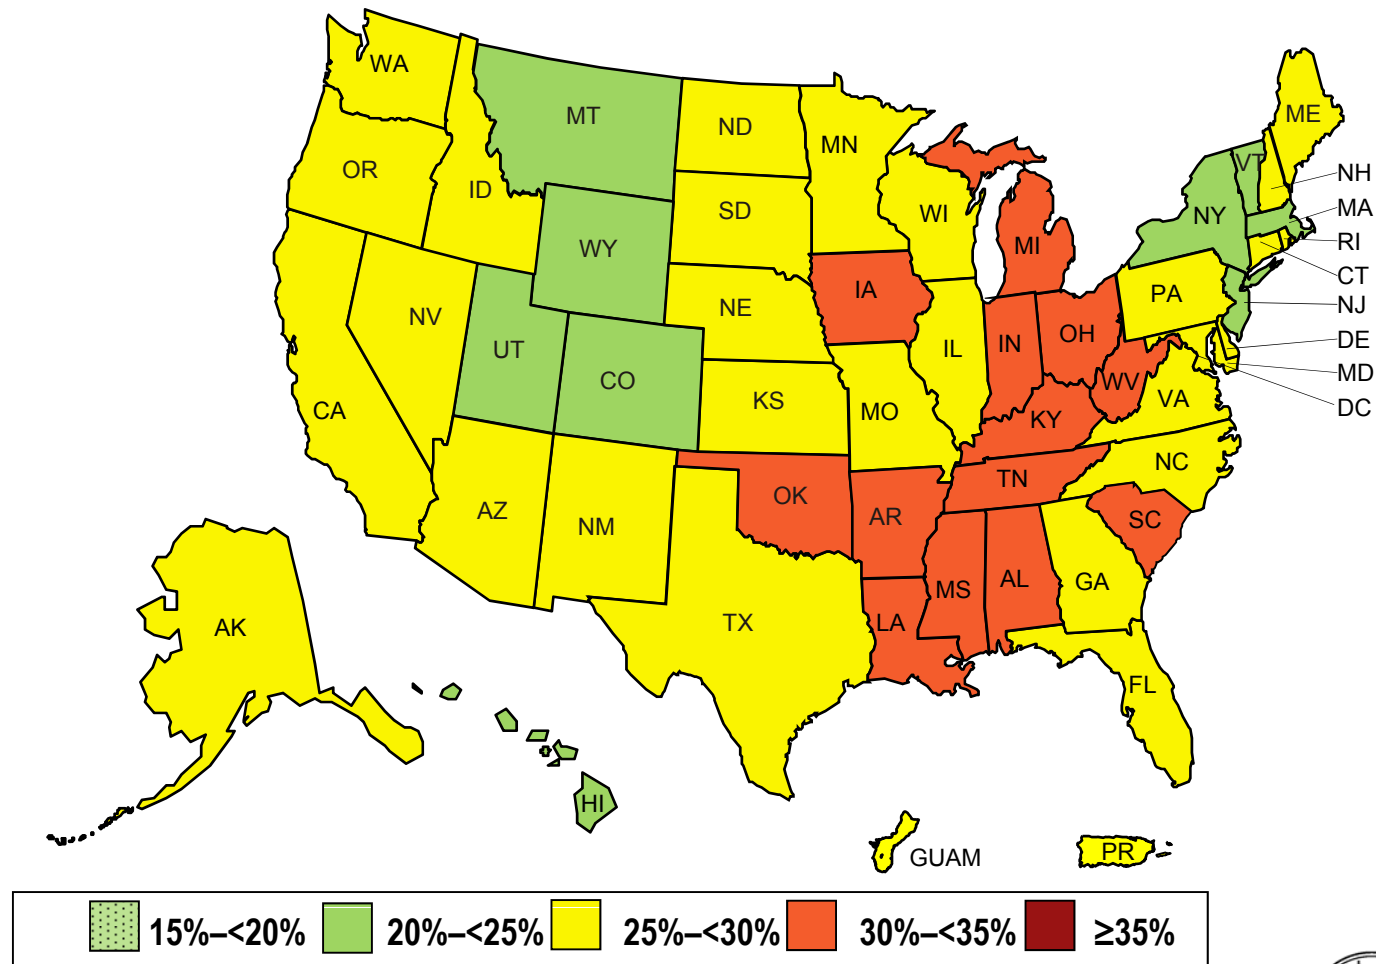 WA
MT
ND
MN
ME
OR
ID
SD
WI
VT
NH
NY
MA
WY
MI
RI
CT
IA
PA
NJ
NV
NE
UT
IL
IN
OH
DE
CO
WV
MD
CA
KS
MO
KY
VA
DC
NC
TN
AZ
NM
OK
AR
SC
MS
AL
GA
AK
TX
LA
FL
HI
GUAM
PR
15%–<20% 20%–<25% 25%–<30% 30%–<35% ≥35%